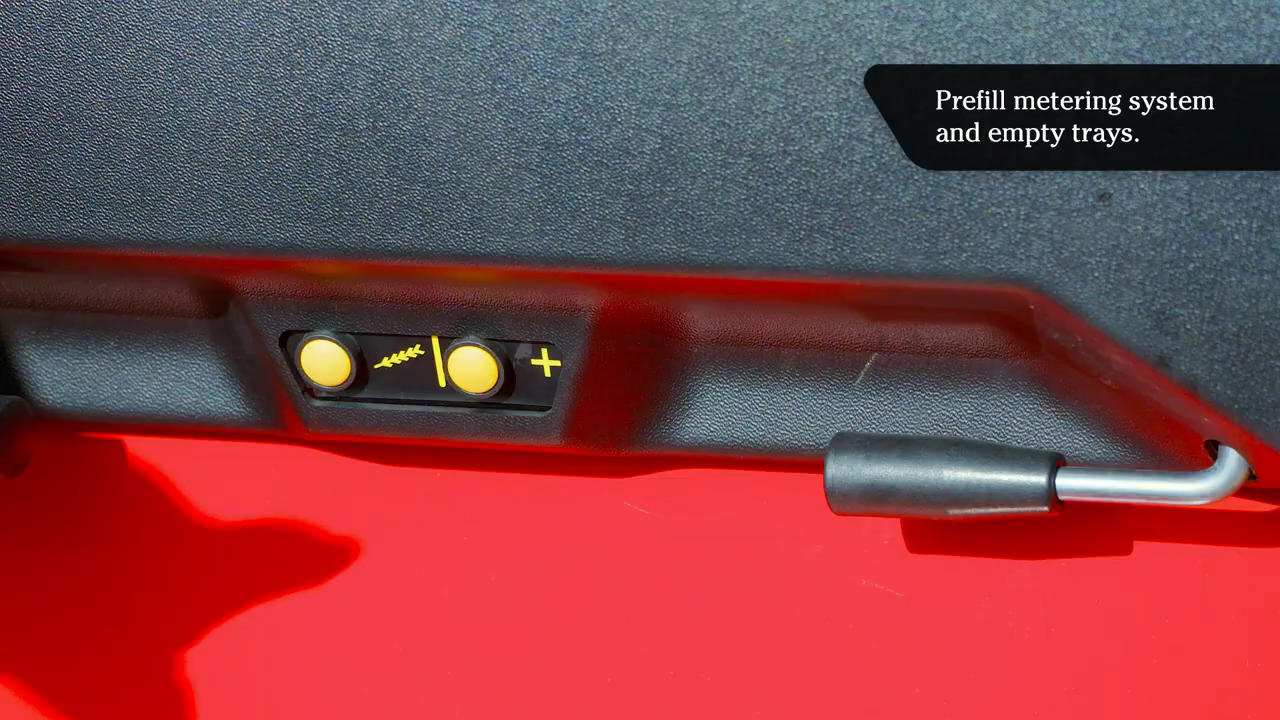 Prefill metering system
and empty trays.
+